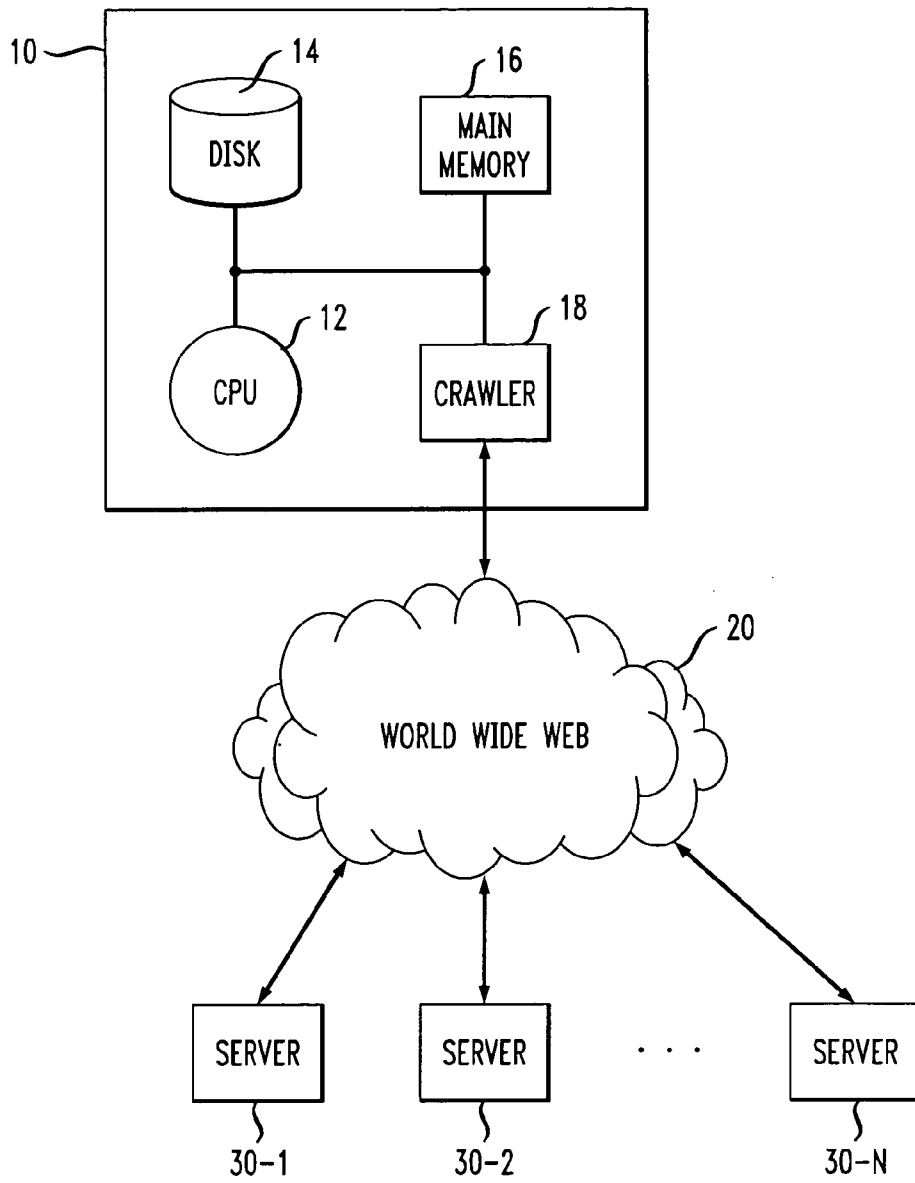 10
14
16
DISK
MAIN
MEMORY
12
18
CPU
CRAWLER
20
WORLD WIDE WEB
SERVER
SERVER
. . .
SERVER
30-1
30-2
30-N